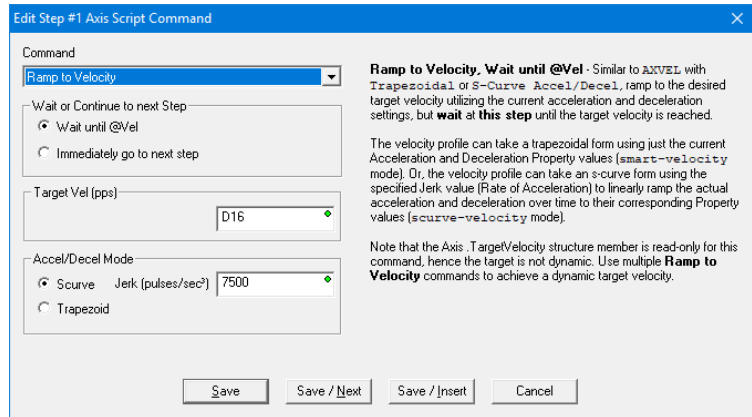 Edit Step #1 Axis Script Command
Command
Ramp to Velocity
Wait or Continue to next Step
Wait until @Vel
Immediately go to next step
Target Vel (pps)
D16
Accel/Decel Mode
Scurve Jerk (pulses/sec³) 7500
Trapezoid
Ramp to Velocity, Wait until @Vel - Similar to AXVEL with
Trapezoidal or S-Curve Accel/Decel, ramp to the desired
target velocity utilizing the current acceleration and deceleration
settings, but wait at this step until the target velocity is reached.
The velocity profile can take a trapezoidal form using just the current
Acceleration and Deceleration Property values (smart-velocity
mode). Or, the velocity profile can take an s-curve form using the
specified Jerk value (Rate of Acceleration) to linearly ramp the actual
acceleration and deceleration over time to their corresponding Property
values (scurve-velocity mode).
Note that the Axis .TargetVelocity structure member is read-only for this
command, hence the target is not dynamic. Use multiple Ramp to
Velocity commands to achieve a dynamic target velocity.
Save Save / Next Save / Insert Cancel